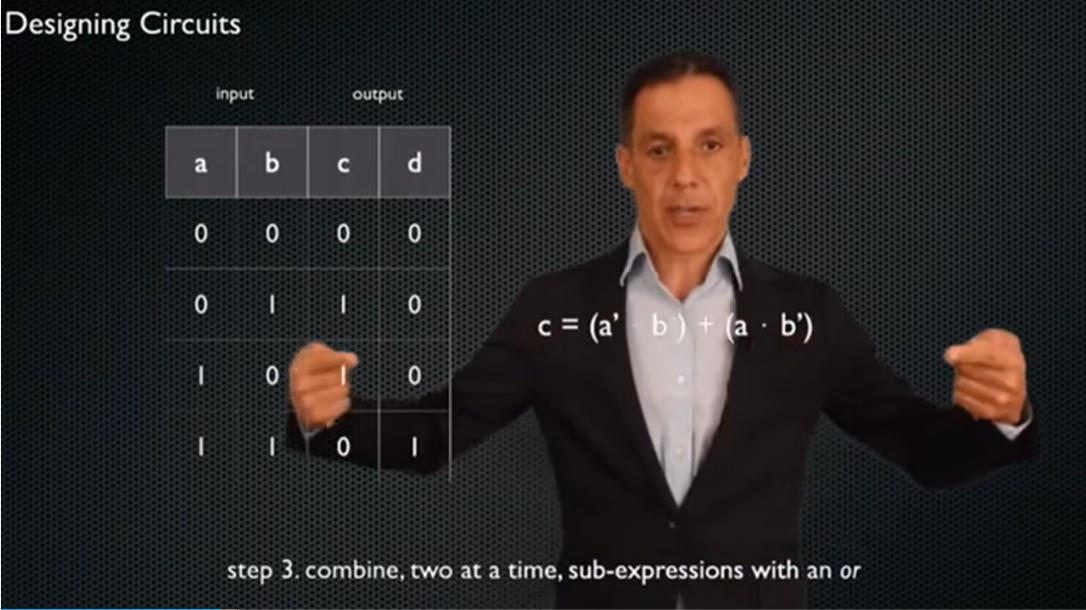 Designing Circuits
input output
a b c d
0 0 0 0
0 1 1 0
1 0 1 0
1 1 0 1
c = (a' · b ) + (a · b')
step 3. combine, two at a time, sub-expressions with an or